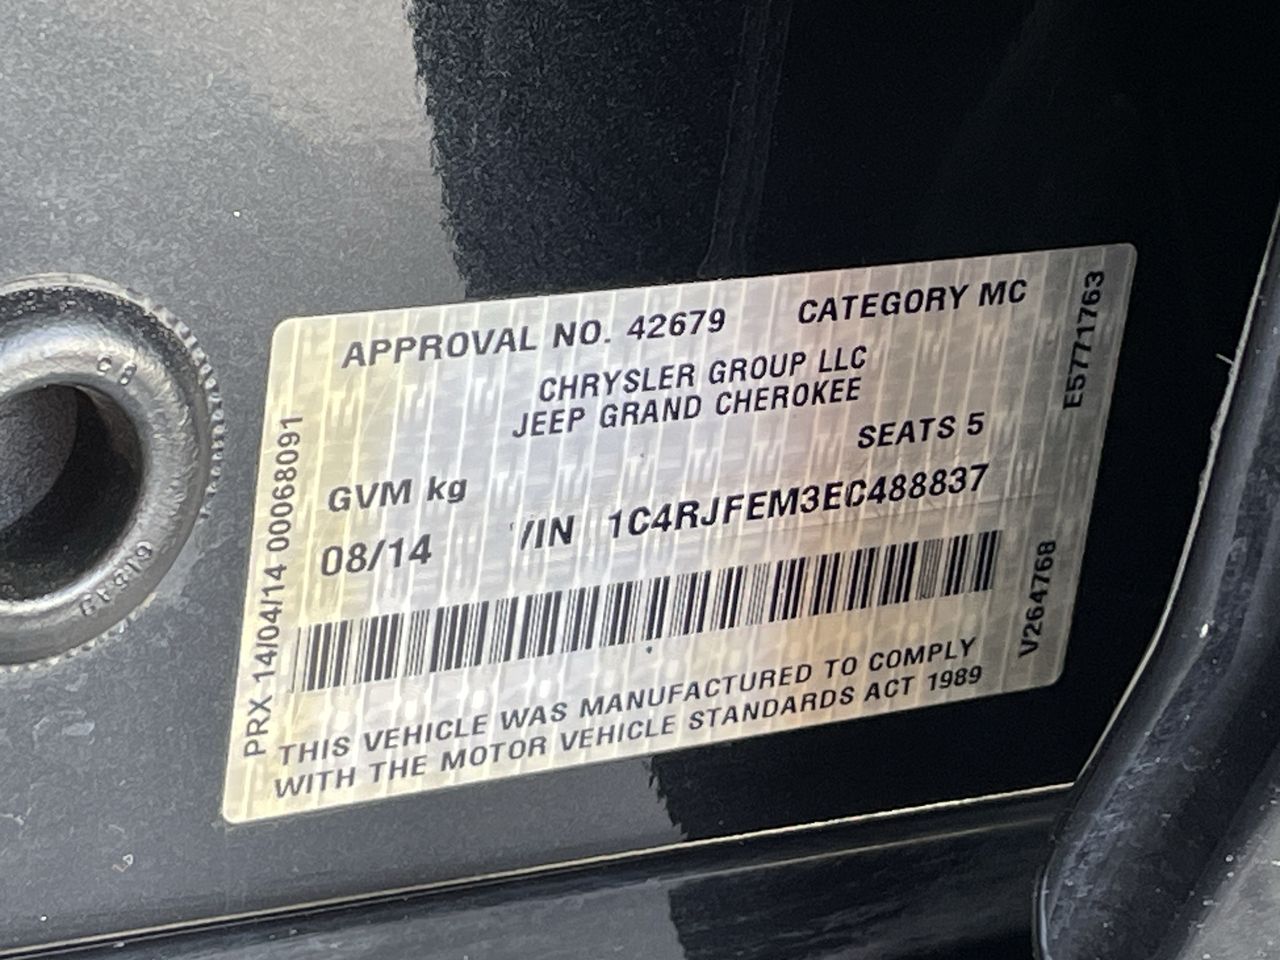 APPROVAL NO. 42679 CATEGORY MC
CHRYSLER GROUP LLC
JEEP GRAND CHEROKEE
SEATS 5
GVM kg
08/14 VIN 1C4RJFEM3EC488837
THIS VEHICLE WAS MANUFACTURED TO COMPLY
WITH THE MOTOR VEHICLE STANDARDS ACT 1989
PRX 14/04/14 00068091
E5771763
V264768